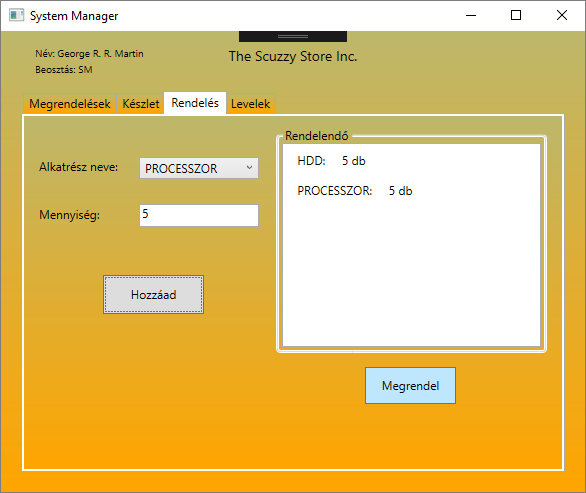 System Manager
Név: George R. R. Martin
Beosztás: SM
The Scuzzy Store Inc.
Megrendelések Készlet Rendelés Levelek
Alkatrész neve: PROCESSZOR
Mennyiség: 5
Hozzáad
Rendelendő
HDD: 5 db
PROCESSZOR: 5 db
Megrendel